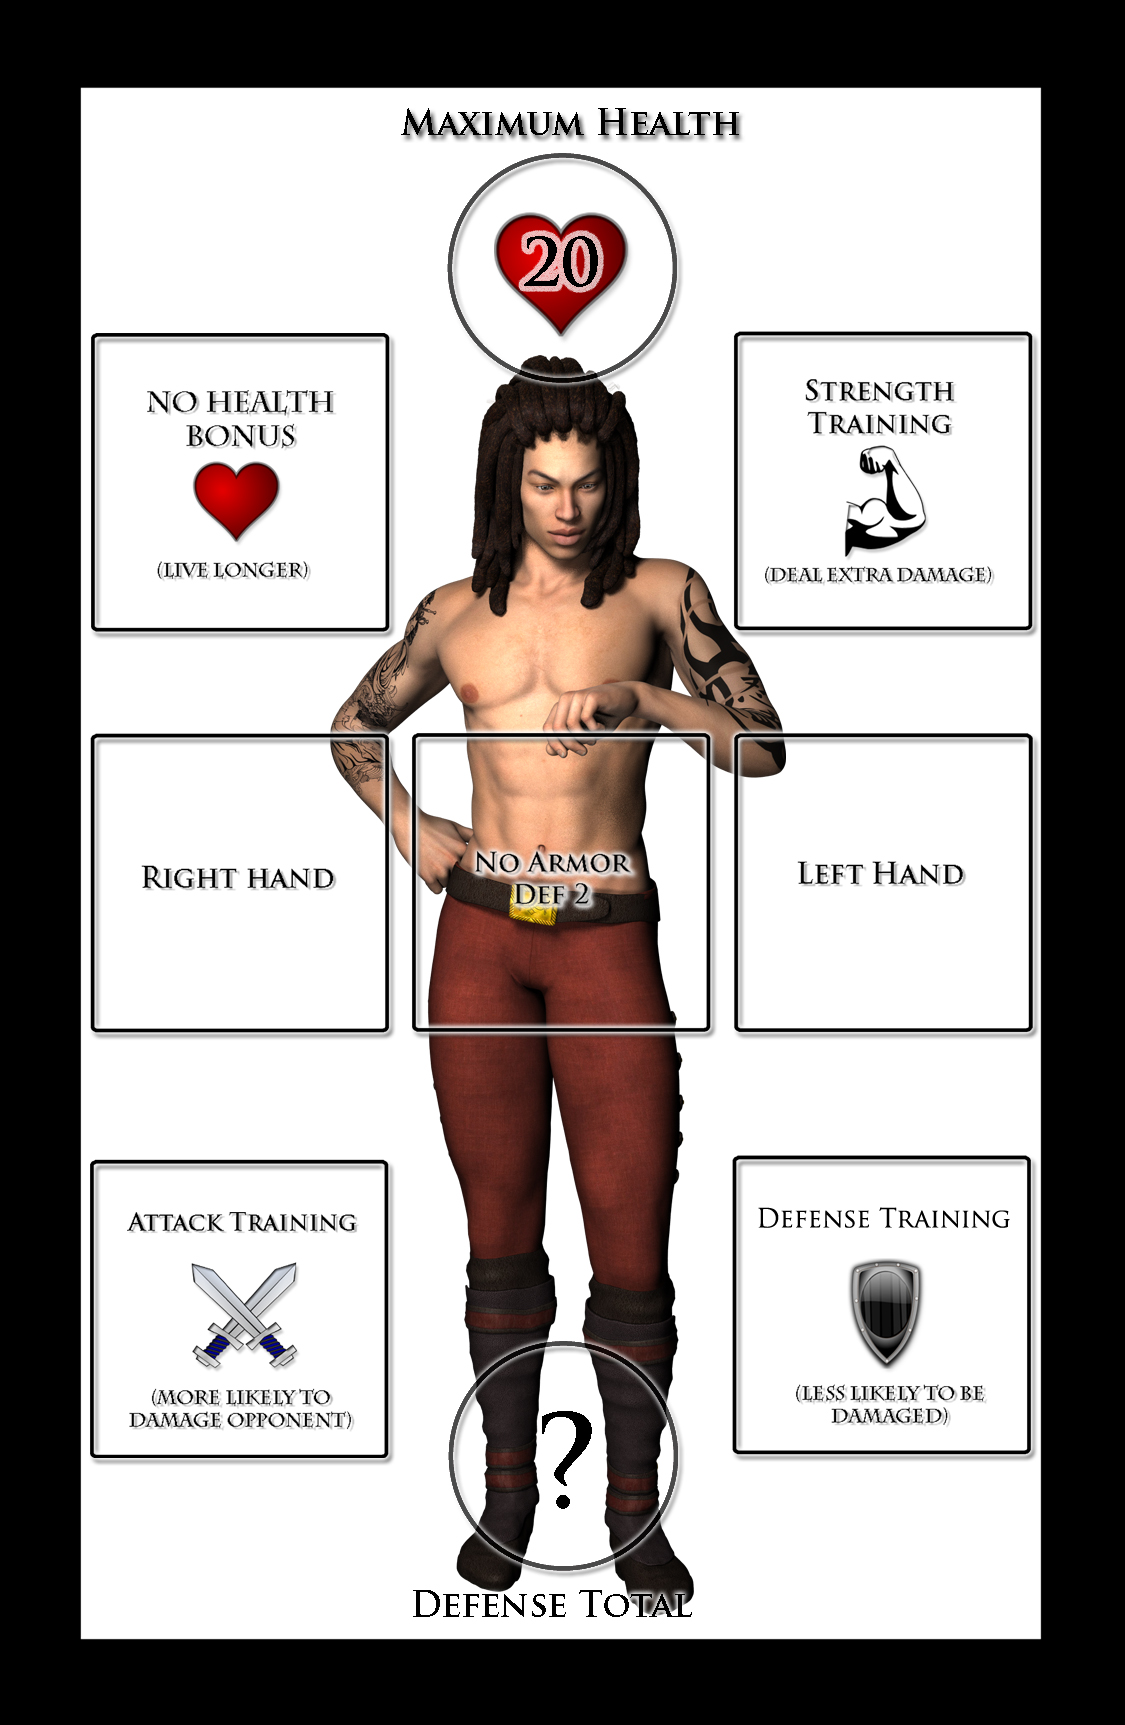 Maximum Health
20
NO HEALTH
BONUS
(LIVE LONGER)
Strength
Training
(DEAL EXTRA DAMAGE)
Right hand
No Armor
Def 2
Left Hand
Attack Training
(MORE LIKELY TO
DAMAGE OPPONENT)
Defense Training
(LESS LIKELY TO BE
DAMAGED)
?
Defense Total